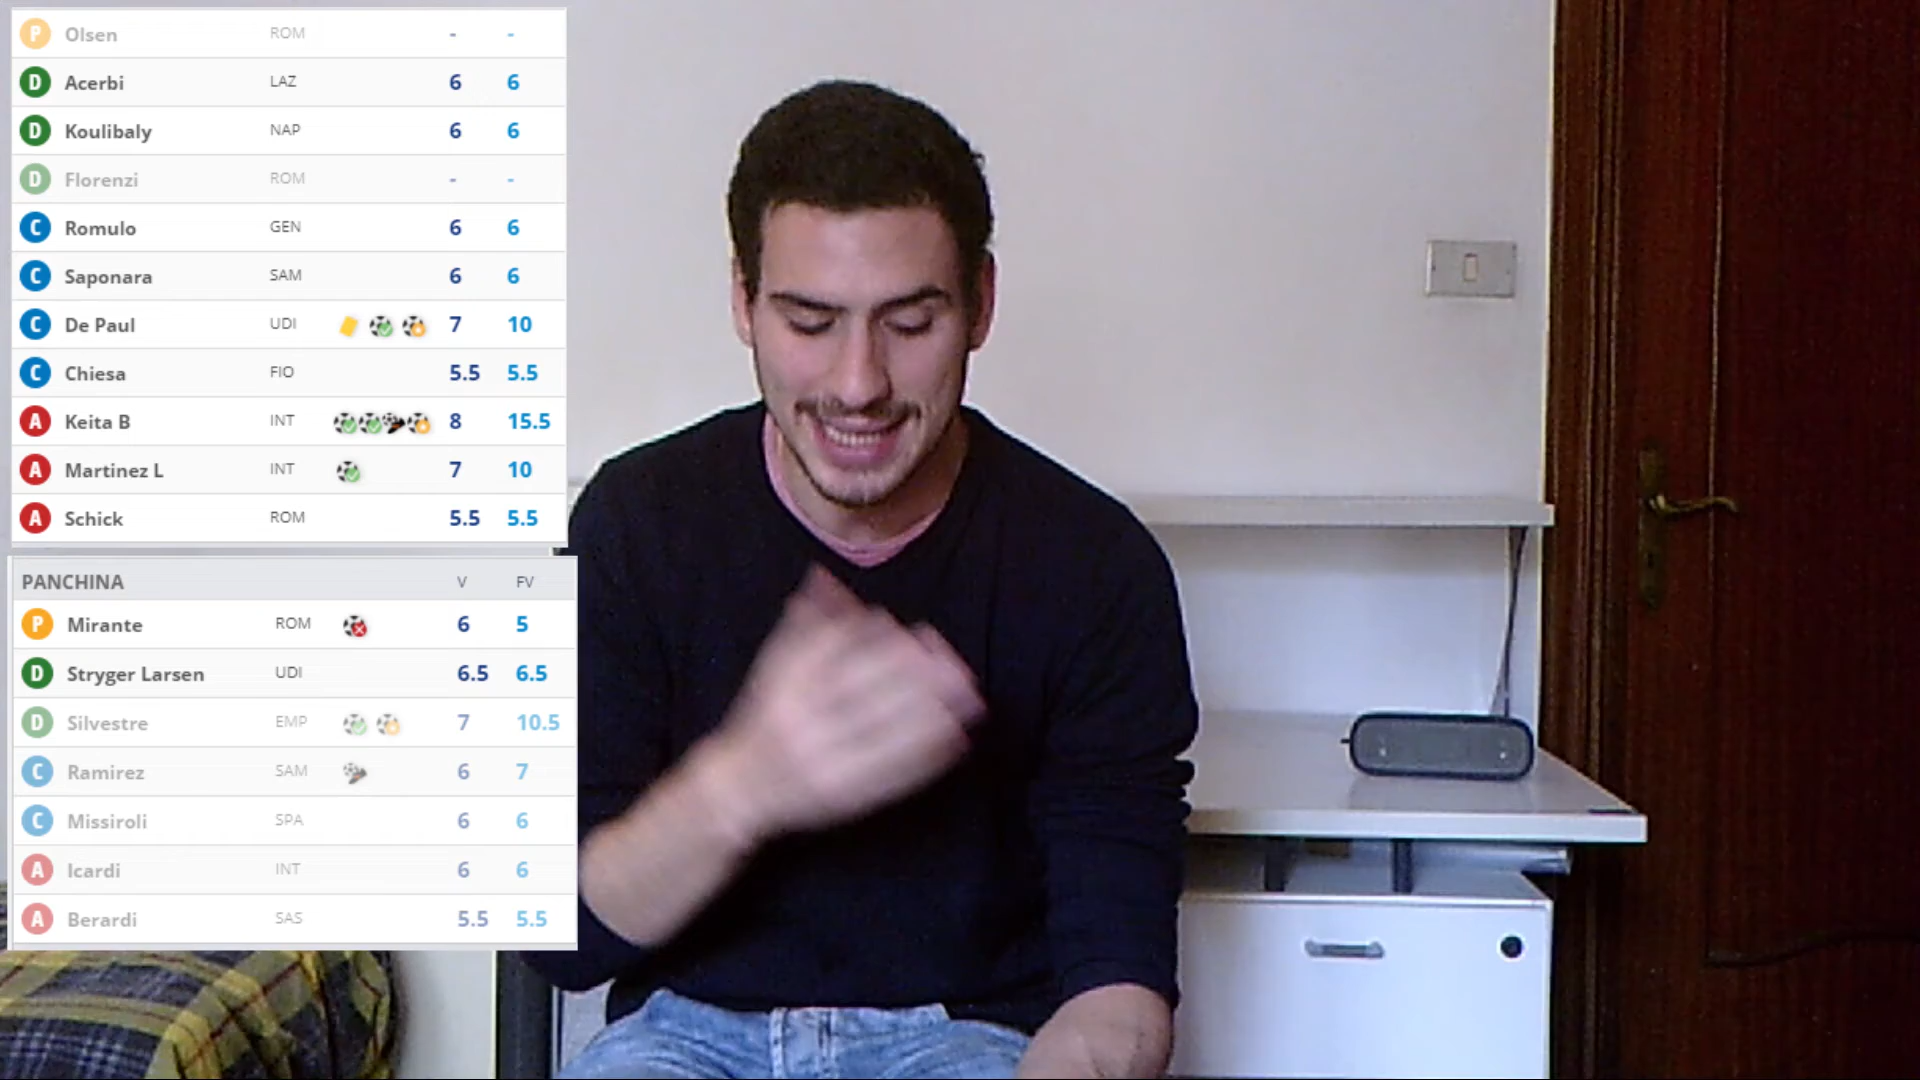 P Olsen ROM - -
D Acerbi LAZ 6 6
D Koulibaly NAP 6 6
D Florenzi ROM - -
C Romulo GEN 6 6
C Saponara SAM 6 6
C De Paul UDI 7 10
C Chiesa FIO 5.5 5.5
A Keita B INT 8 15.5
A Martinez L INT 7 10
A Schick ROM 5.5 5.5
PANCHINA V FV
P Mirante ROM 6 5
D Stryger Larsen UDI 6.5 6.5
D Silvestre EMP 7 10.5
C Ramirez SAM 6 7
C Missiroli SPA 6 6
A Icardi INT 6 6
A Berardi SAS 5.5 5.5